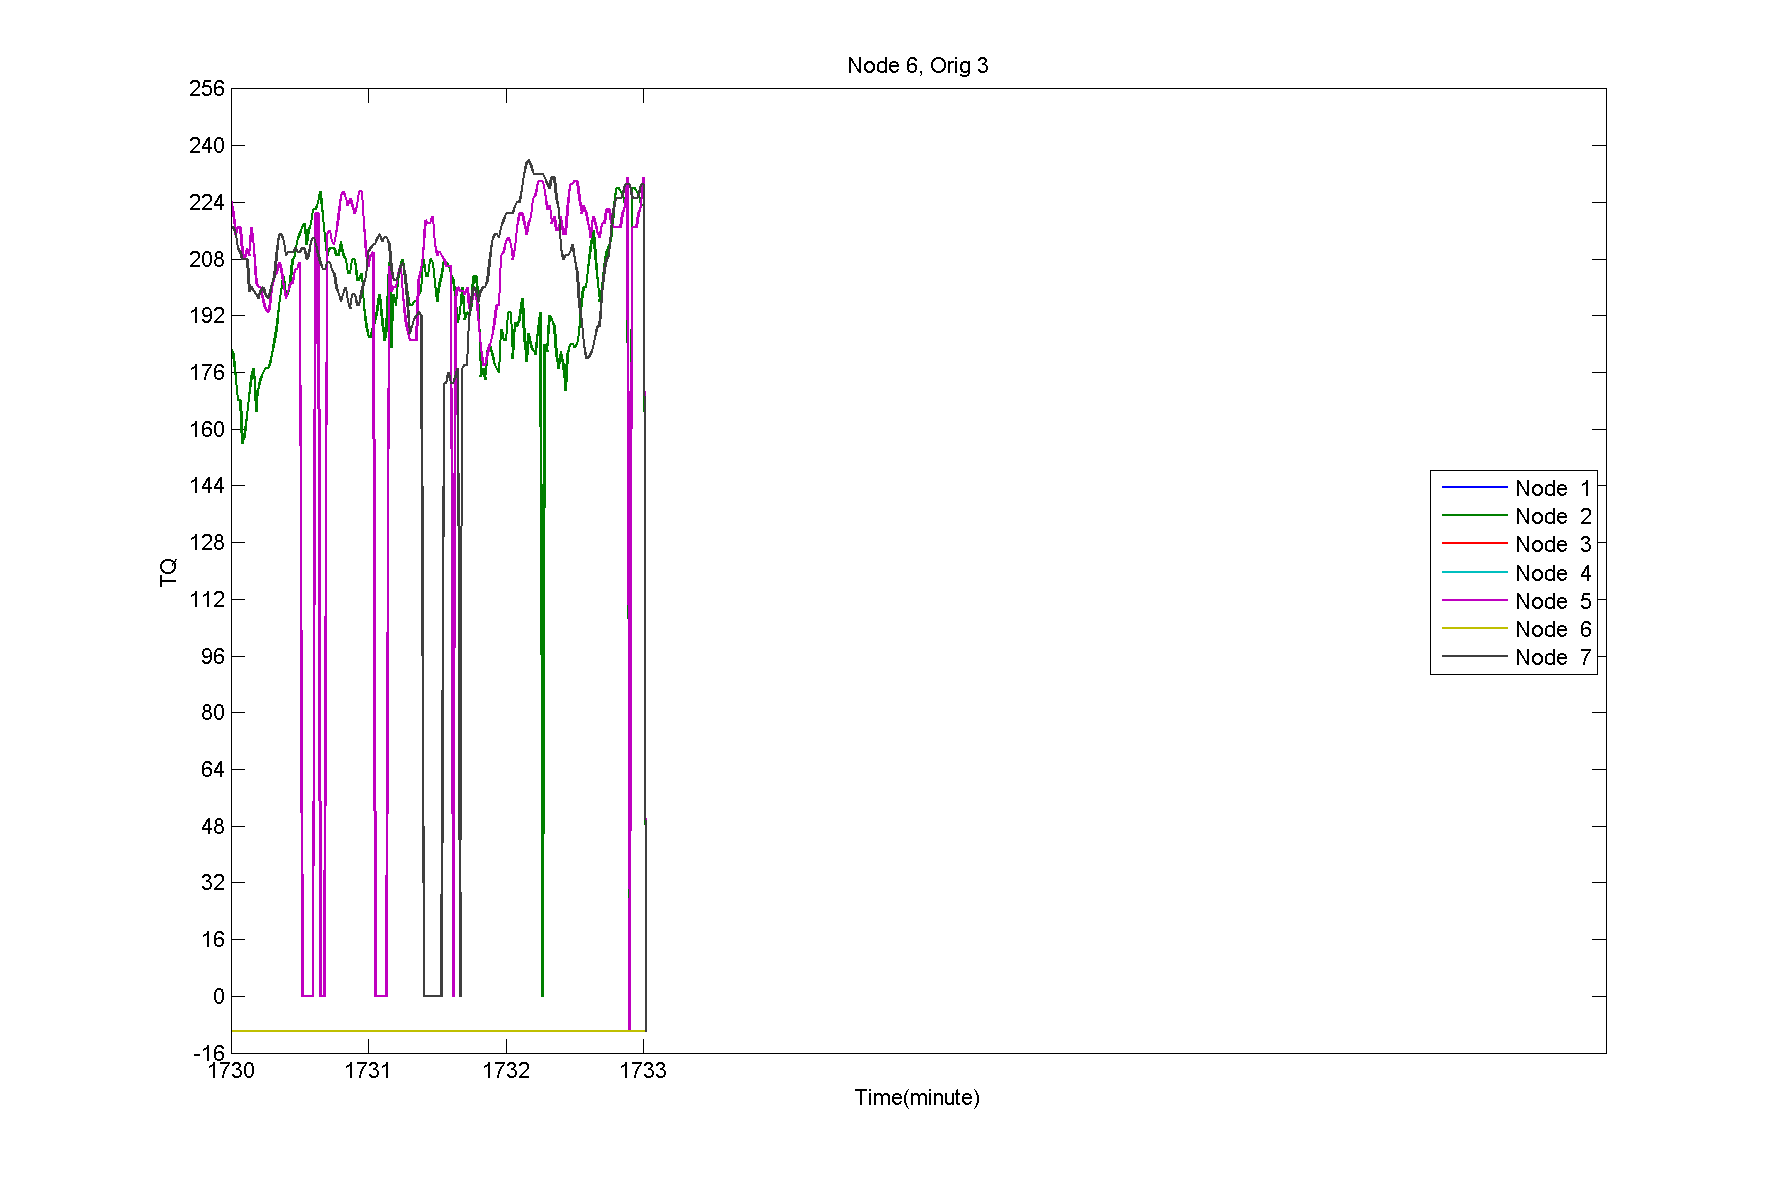 Node 6, Orig 3
256
240
224
208
192
176
160
144
128
112
96
80
64
48
32
16
0
-16
TQ
1730 1731 1732 1733
Time(minute)
Node 1
Node 2
Node 3
Node 4
Node 5
Node 6
Node 7